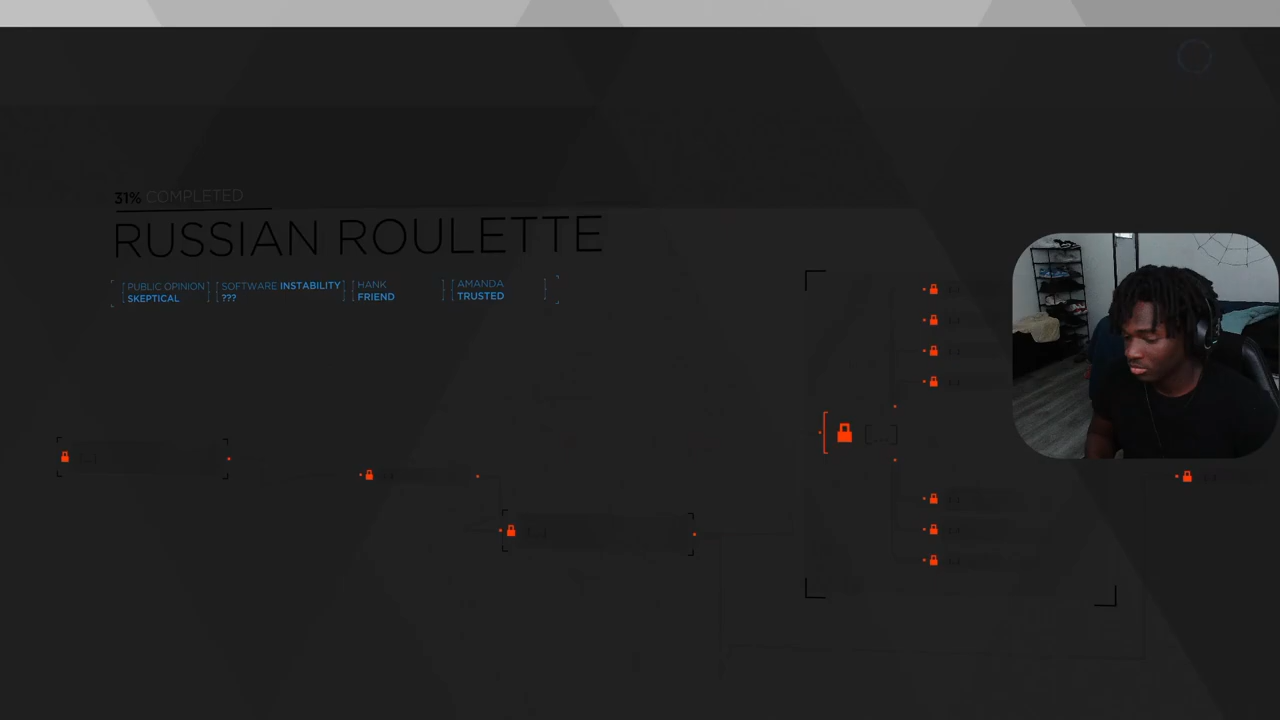 31% COMPLETED
RUSSIAN ROULETTE
PUBLIC OPINION
SKEPTICAL
SOFTWARE INSTABILITY
???
HANK
FRIEND
AMANDA
TRUSTED